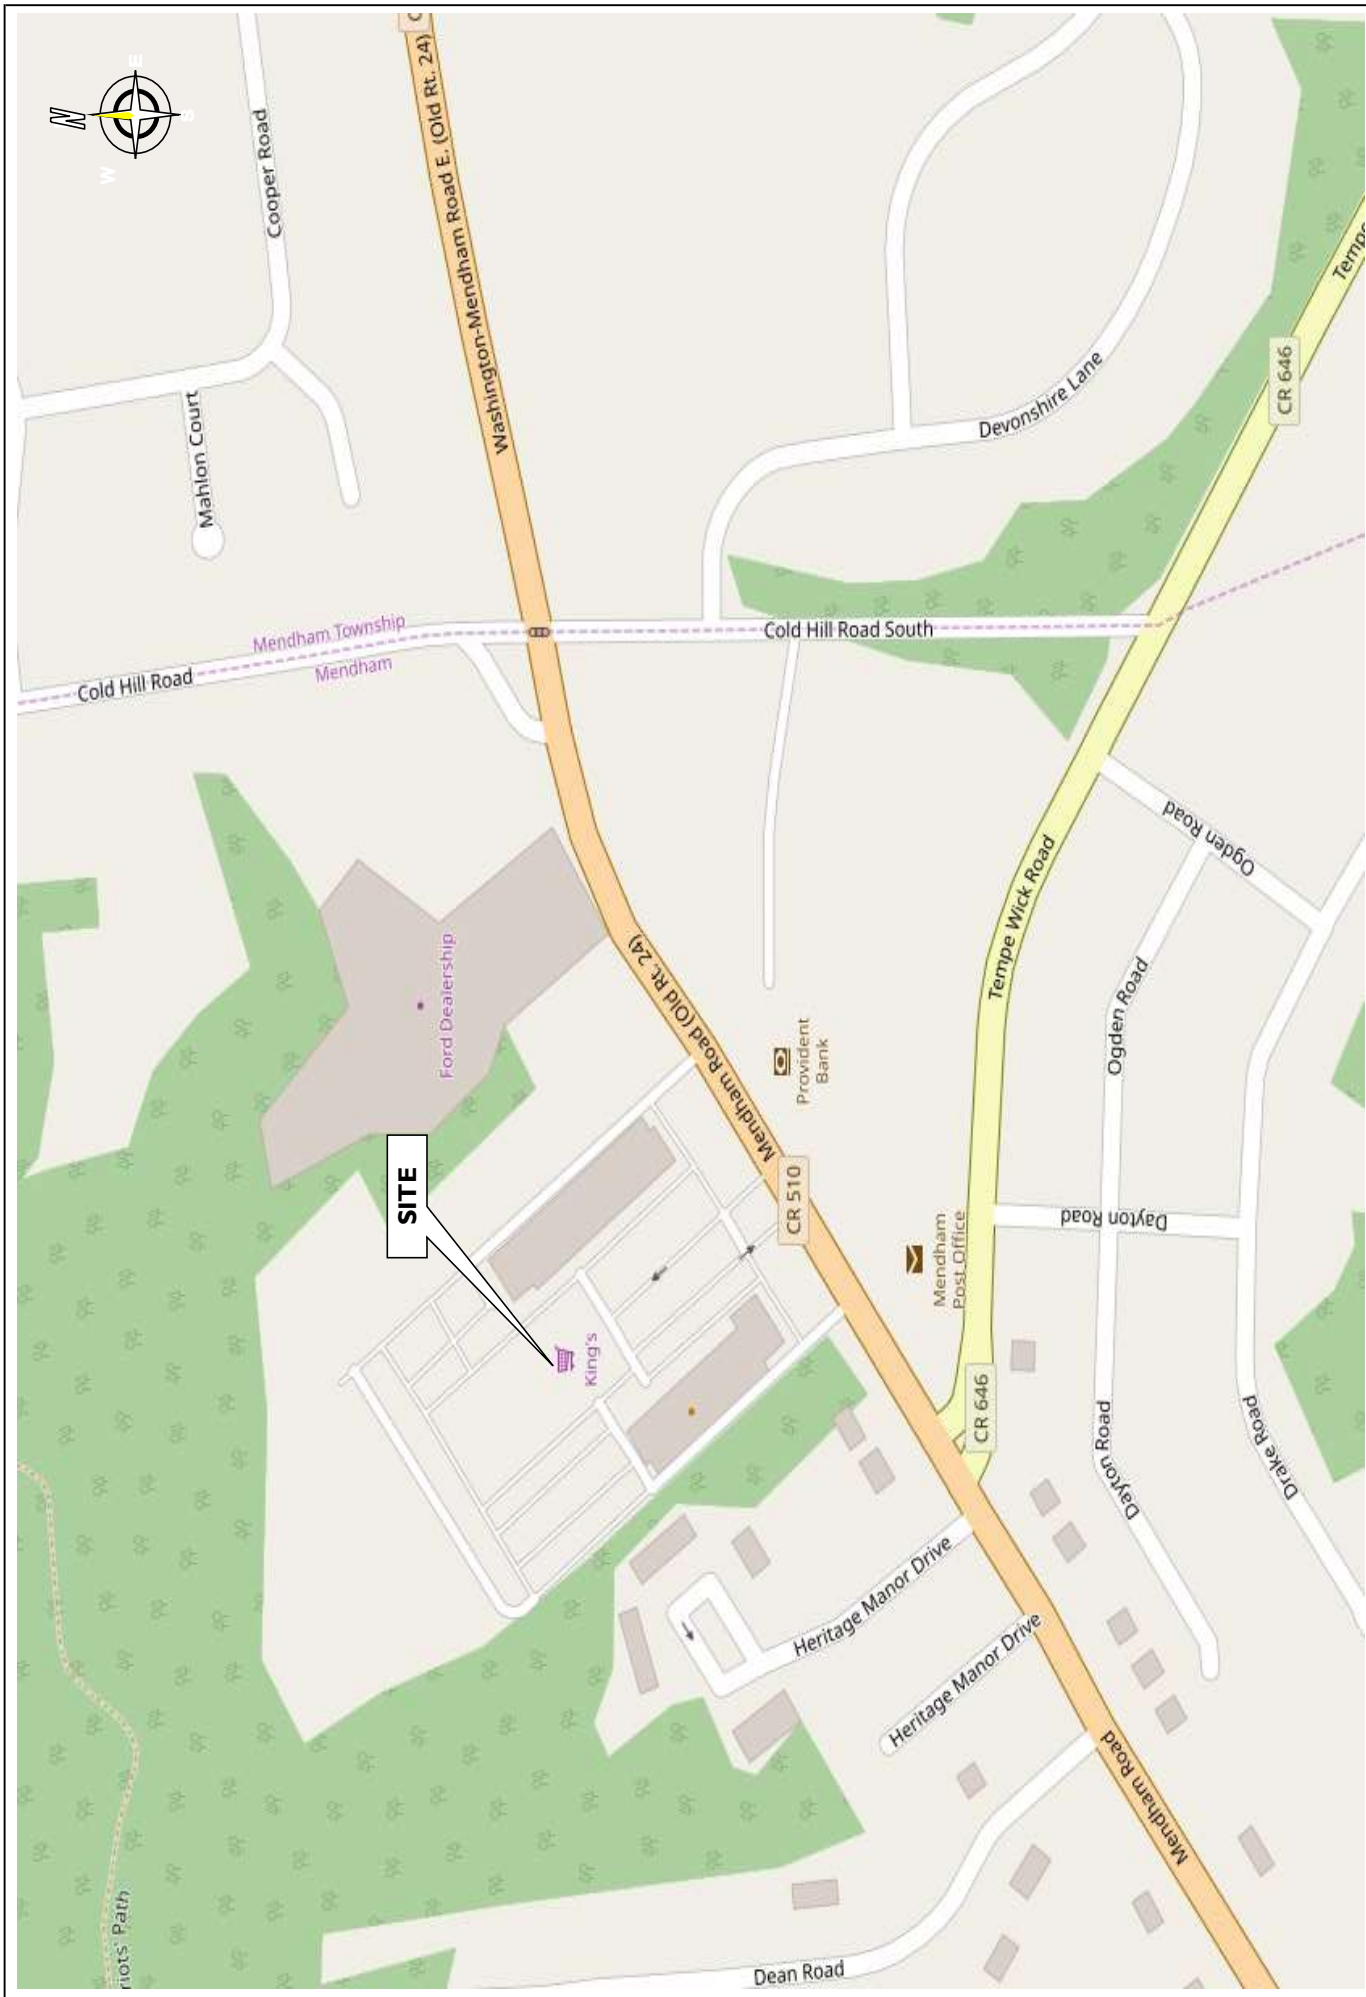 N
E
S
W
Cooper Road
Washington-Mendham Road E. (Old Rt. 24)
Mahlon Court
Mendham Township
Mendham
Cold Hill Road
Cold Hill Road South
Devonshire Lane
CR 646
Ogden Road
Tempe Wick Road
Ford Dealership
Mendham Road (Old Rt. 24)
Provident
Bank
Ogden Road
SITE
CR 510
Dayton Road
Mendham
Post Office
King's
CR 646
Dayton Road
Drake Road
Heritage Manor Drive
Heritage Manor Drive
Mendham Road
Dean Road
riots' Path